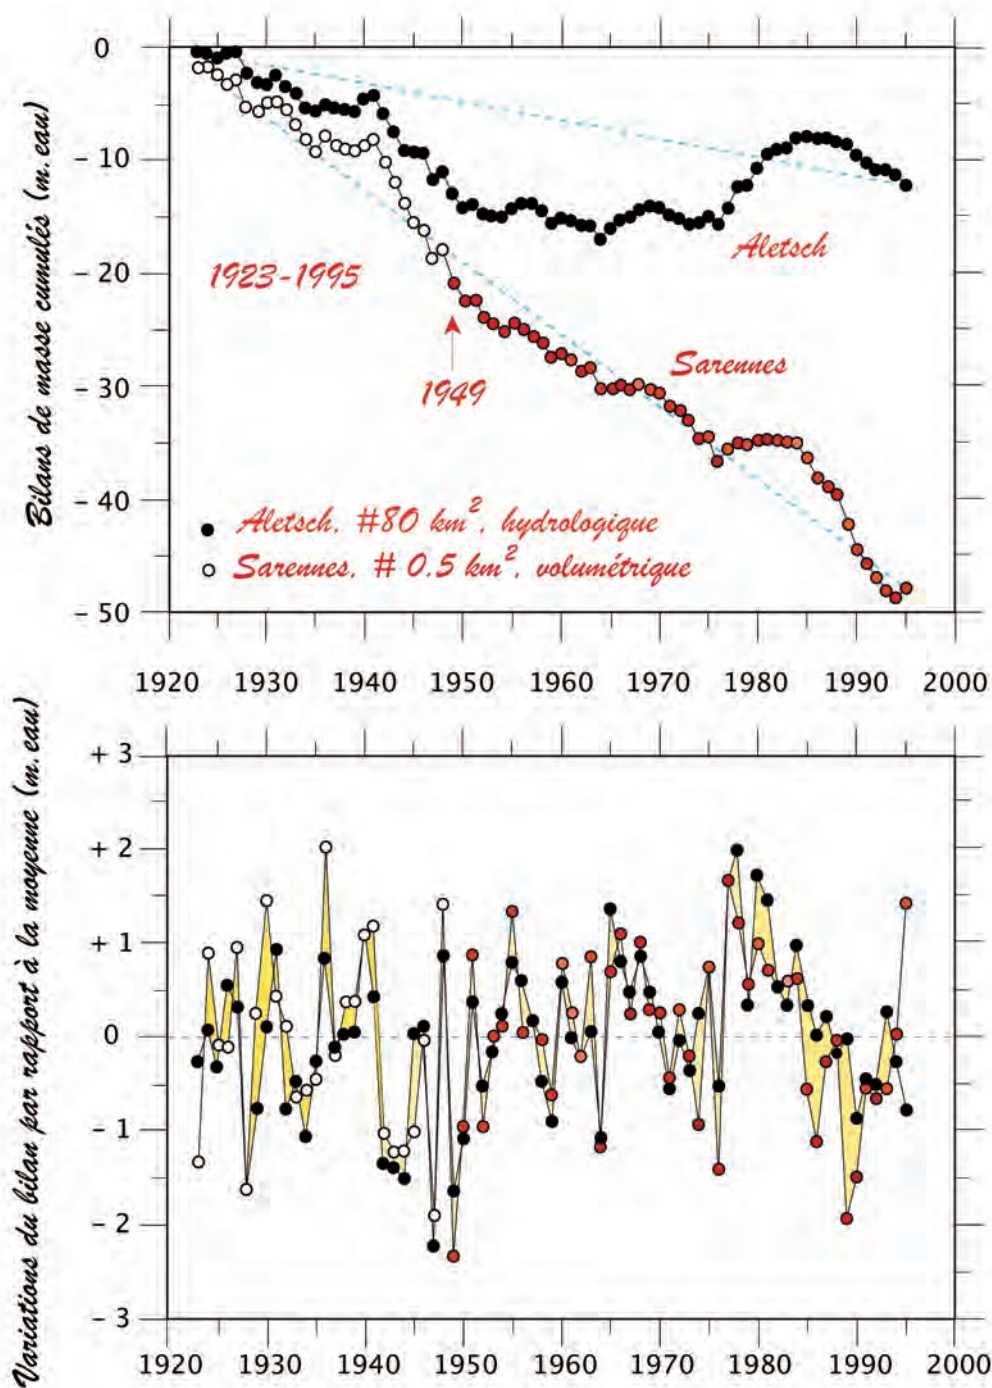 Bilans de masse cumulés (m.eau)
0
- 10
- 20
- 30
- 40
- 50
1923-1995
1949
Aletsch
Sarennes
Aletsch. #80 km², hydrologique
Sarennes. # 0.5 km², volumétrique
1920 1930 1940 1950 1960 1970 1980 1990 2000
Variations du bilan par rapport à la moyenne (m.eau)
+ 3
+ 2
+ 1
0
- 1
- 2
- 3
1920 1930 1940 1950 1960 1970 1980 1990 2000